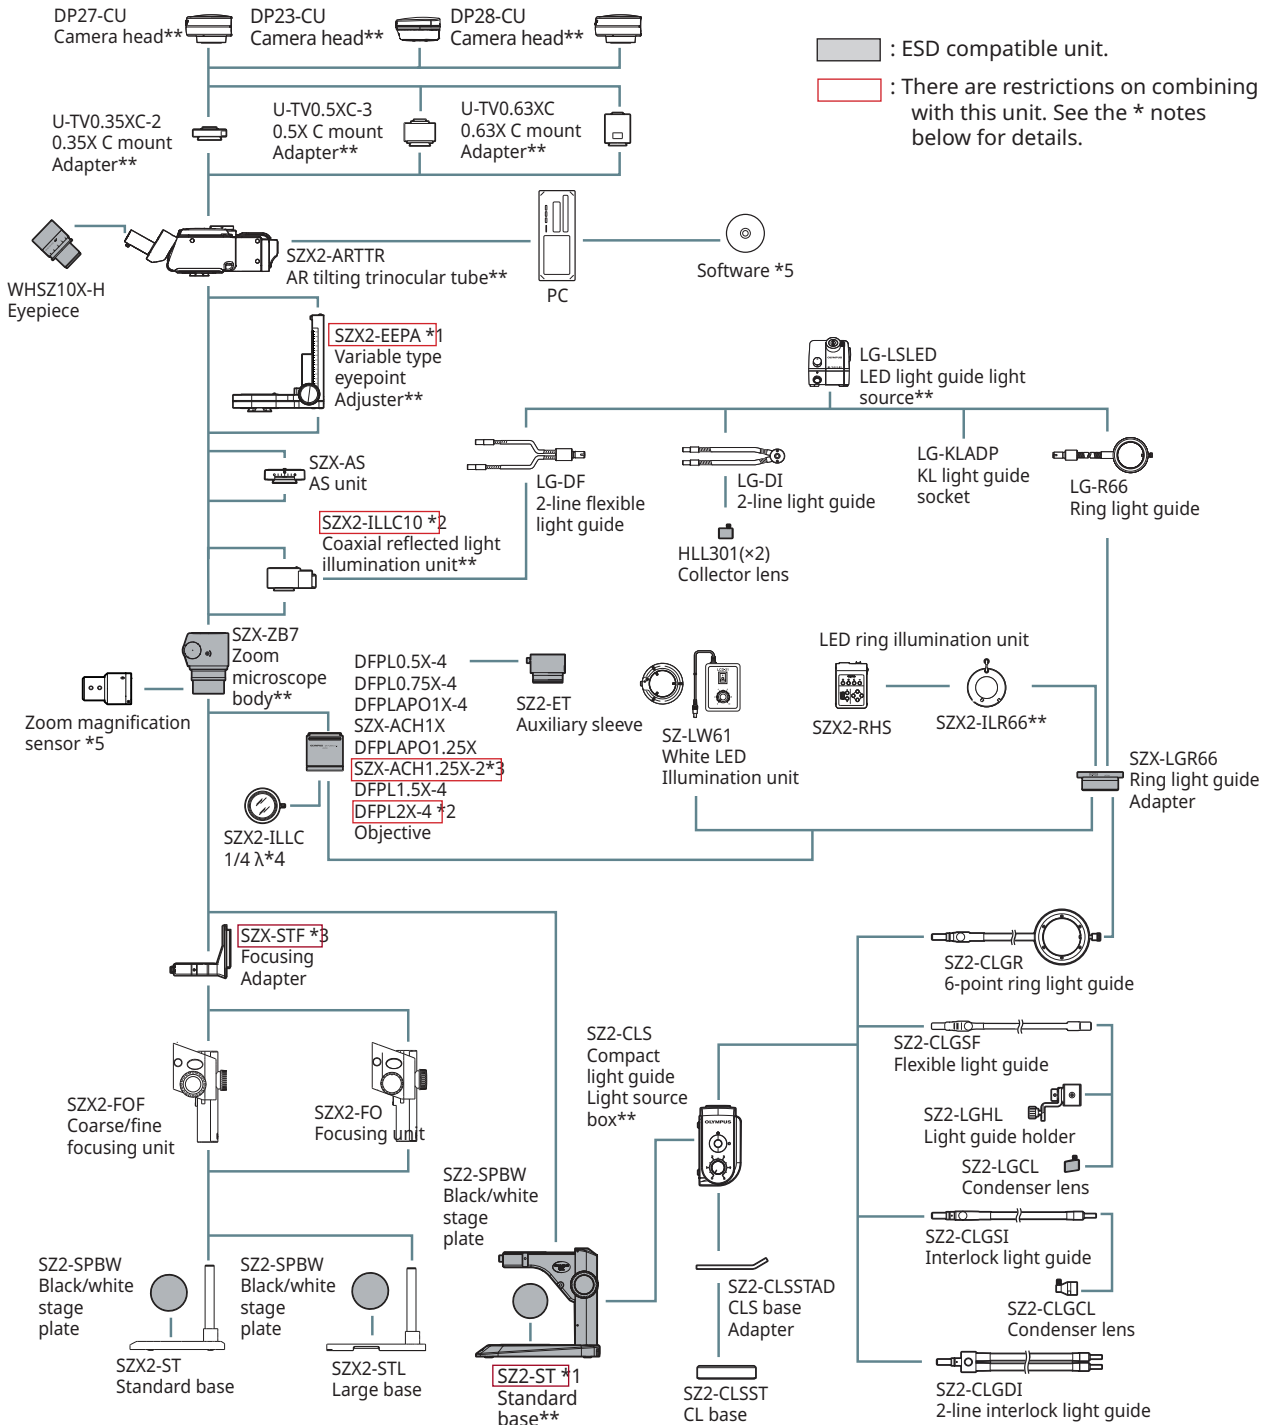 DP27-CU
Camera head**
DP23-CU
Camera head**
DP28-CU
Camera head**
: ESD compatible unit.
: There are restrictions on combining
with this unit. See the * notes
below for details.
U-TV0.35XC-2
0.35X C mount
Adapter**
U-TV0.5XC-3
0.5X C mount
Adapter**
U-TV0.63XC
0.63X C mount
Adapter**
WHSZ10X-H
Eyepiece
SZX2-ARTTR
AR tilting trinocular tube**
PC
Software *5
SZX2-EEPA *1
Variable type
eyepoint
Adjuster**
LG-LSLED
LED light guide light
source**
SZX-AS
AS unit
LG-DF
2-line flexible
light guide
LG-DI
2-line light guide
LG-KLADP
KL light guide
socket
LG-R66
Ring light guide
SZX2-ILLC10 *2
Coaxial reflected light
illumination unit**
HLL301(×2)
Collector lens
SZX-ZB7
Zoom
microscope
body**
Zoom magnification
sensor *5
DFPL0.5X-4
DFPL0.75X-4
DFPLAPO1X-4
SZX-ACH1X
DFPLAPO1.25X
SZX-ACH1.25X-2*3
DFPL1.5X-4
DFPL2X-4 *2
Objective
SZ2-ET
Auxiliary sleeve
SZ-LW61
White LED
Illumination unit
LED ring illumination unit
SZX2-RHS
SZX2-ILR66**
SZX-LGR66
Ring light guide
Adapter
SZX2-ILLC
1/4 λ*4
SZX-STF *3
Focusing
Adapter
SZ2-CLGR
6-point ring light guide
SZX2-FOF
Coarse/fine
focusing unit
SZX2-FO
Focusing unit
SZ2-CLS
Compact
light guide
Light source
box**
OLYMPUS
SZ2-CLGSF
Flexible light guide
SZ2-LGHL
Light guide holder
SZ2-LGCL
Condenser lens
SZ2-CLGSI
Interlock light guide
SZ2-CLGCL
Condenser lens
SZ2-CLGDI
2-line interlock light guide
SZ2-SPBW
Black/white
stage
plate
SZX2-ST
Standard base
SZ2-SPBW
Black/white
stage
plate
SZX2-STL
Large base
SZ2-SPBW
Black/white
stage
plate
SZ2-ST *1
Standard
base**
SZ2-CLSSTAD
CLS base
Adapter
SZ2-CLSST
CL base